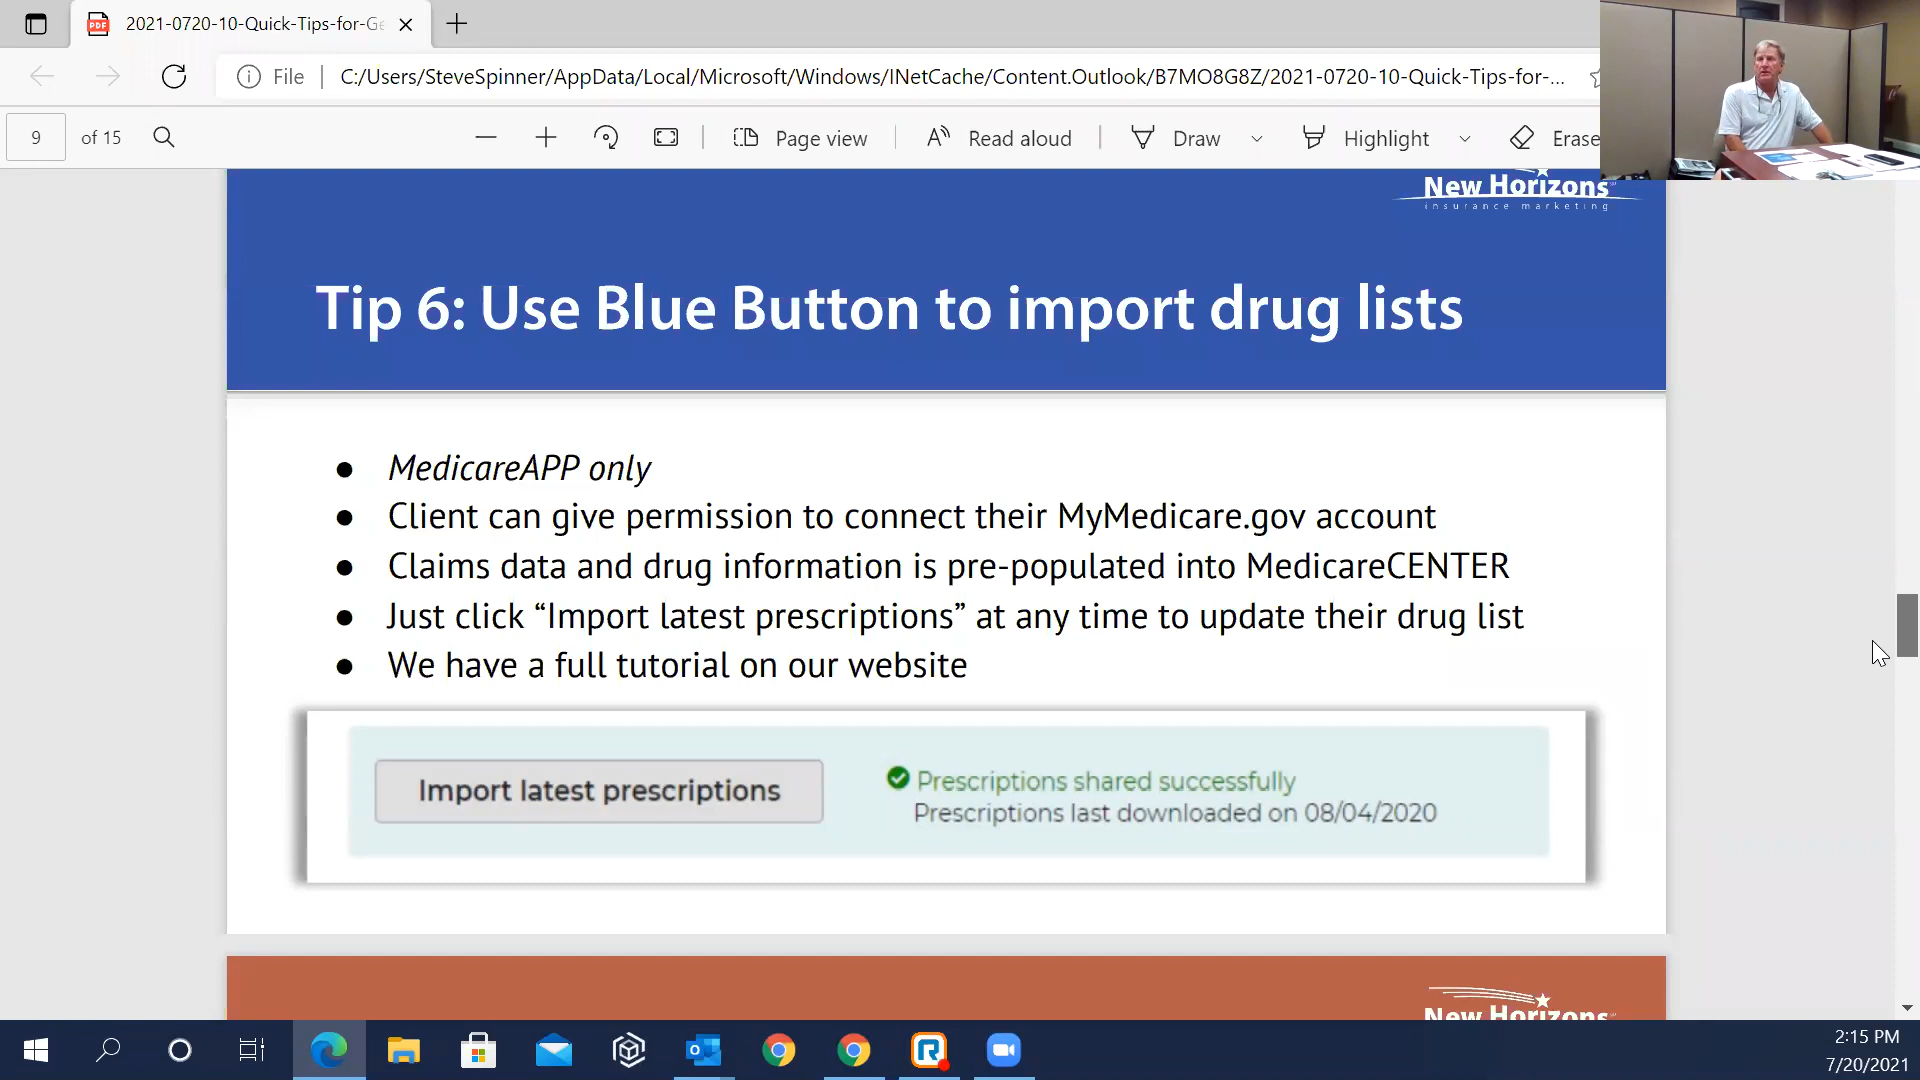 2021-0720-10-Quick-Tips-for-Ge
File
C:/Users/SteveSpinner/AppData/Local/Microsoft/Windows/INetCache/Content.Outlook/B7MO8G8Z/2021-0720-10-Quick-Tips-for-...
9 of 15
Page view
Read aloud
Draw
Highlight
Erase
New Horizons
insurance marketing
Tip 6: Use Blue Button to import drug lists
● MedicareAPP only
● Client can give permission to connect their MyMedicare.gov account
● Claims data and drug information is pre-populated into MedicareCENTER
● Just click “Import latest prescriptions” at any time to update their drug list
● We have a full tutorial on our website
Import latest prescriptions
Prescriptions shared successfully
Prescriptions last downloaded on 08/04/2020
New Horizons
2:15 PM
7/20/2021